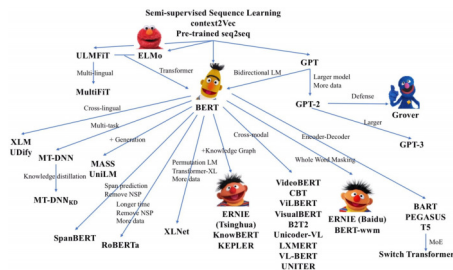 Semi-supervised Sequence Learning
context2Vec
Pre-trained seq2seq
ULMFiT
ELMo
GPT
Multi-lingual
Transformer
Bidirectional LM
Larger model
More data
MultiFiT
BERT
GPT-2
Defense
Grover
Cross-lingual
Larger
Multi-task
+ Generation
Cross-modal
Encoder-Decoder
GPT-3
XLM
UDify
MT-DNN
MASS
UniLM
+Knowledge Graph
Whole Word Masking
Permutation LM
Transformer-XL
More data
Knowledge distillation
Span prediction
Remove NSP
VideoBERT
CBT
ViLBERT
VisualBERT
B2T2
Unicoder-VL
LXMERT
VL-BERT
UNITER
MT-DNNKD
Longer time
Remove NSP
More data
XLNet
ERNIE
(Tsinghua)
KnowBERT
KEPLER
ERNIE (Baidu)
BERT-wwm
BART
PEGASUS
T5
SpanBERT
RoBERTa
MoE
Switch Transformer